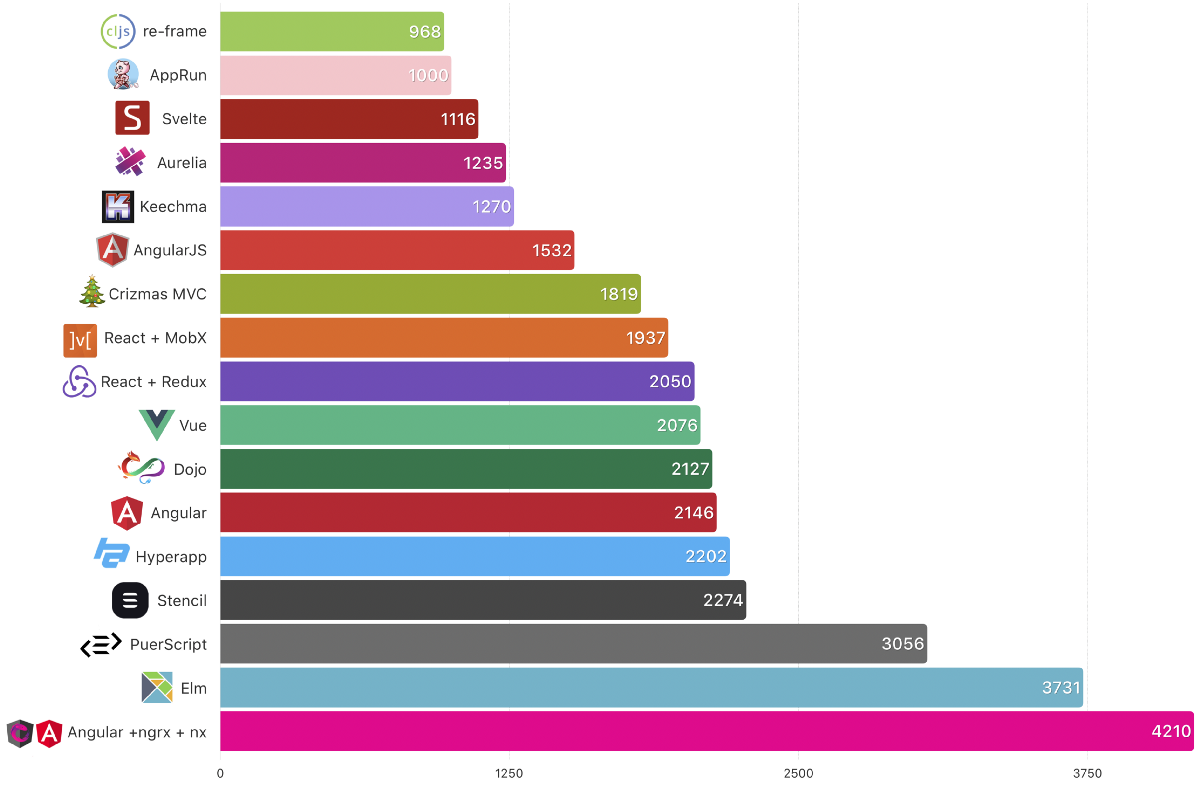 cljs re-frame 968
AppRun 1000
S Svelte 1116
Aurelia 1235
K Keechma 1270
A AngularJS 1532
Crizmas MVC 1819
]v[ React + MobX 1937
React + Redux 2050
Vue 2076
Dojo 2127
A Angular 2146
Hyperapp 2202
Stencil 2274
PuerScript 3056
Elm 3731
C A Angular +ngrx + nx 4210
0 1250 2500 3750